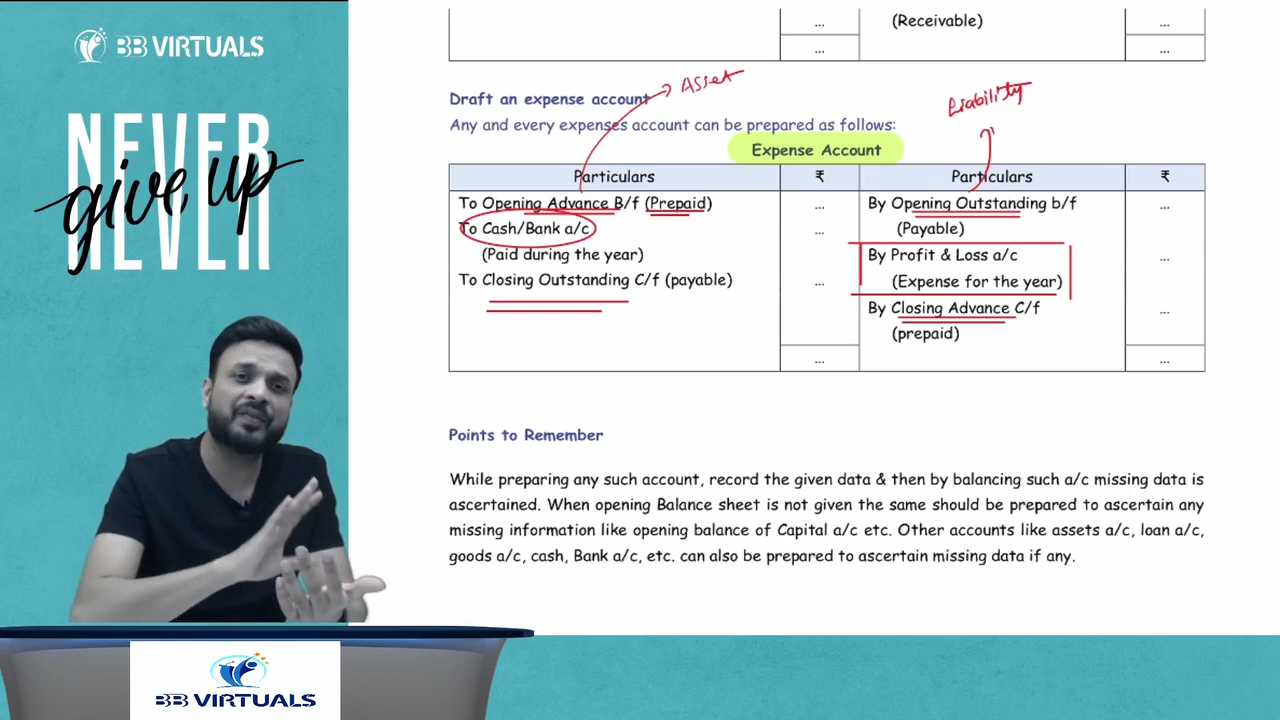 BB VIRTUALS
NEVER
give up
NEVER
... (Receivable) ...
... ...
Asset
Liability
Draft an expense account
Any and every expenses account can be prepared as follows:
Expense Account
Particulars ₹ Particulars ₹
To Opening Advance B/f (Prepaid) ... By Opening Outstanding b/f ...
To Cash/Bank a/c ... (Payable)
(Paid during the year) By Profit & Loss a/c ...
To Closing Outstanding C/f (payable) ... (Expense for the year)
By Closing Advance C/f ...
(prepaid)
... ...
Points to Remember
While preparing any such account, record the given data & then by balancing such a/c missing data is
ascertained. When opening Balance sheet is not given the same should be prepared to ascertain any
missing information like opening balance of Capital a/c etc. Other accounts like assets a/c, loan a/c,
goods a/c, cash, Bank a/c, etc. can also be prepared to ascertain missing data if any.
BB VIRTUALS